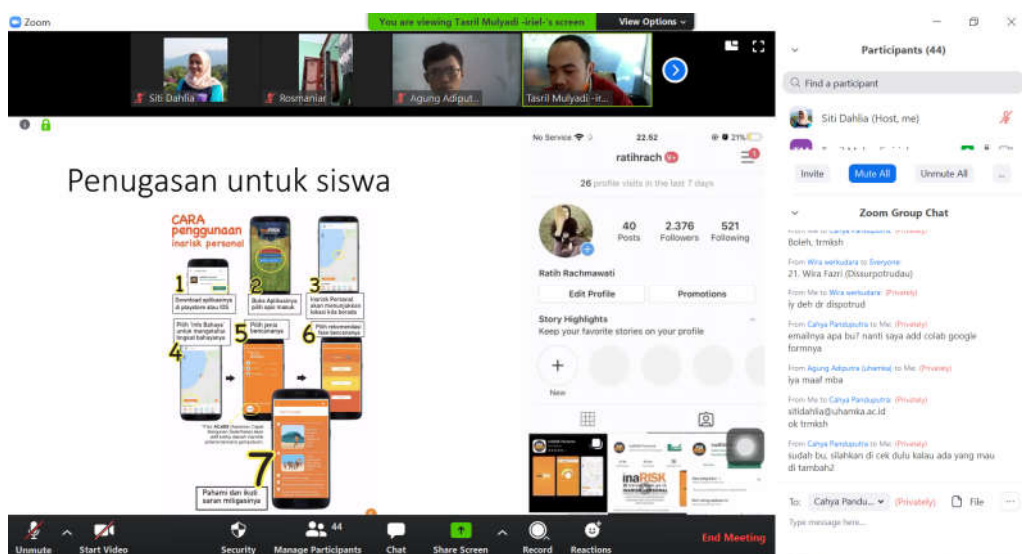 Zoom
You are viewing Tasril Mulyadi -iriel-'s screen
View Options
Siti Dahlia
Rosmaniar
Agung Adiput...
Tasril Mulyadi -ir...
Penugasan untuk siswa
CARA
penggunaan
inarisk personal
1
Download aplikasinya
di playstore atau IOS
2
Buka Aplikasinya
pilih opsi masuk
3
Inarisk Personal
akan menunjukkan
lokasi kita berada
4
Pilih 'Info Bahaya'
untuk mengetahui
tingkat bahayanya
5
Pilih jenis
bencananya
6
Pilih rekomendasi
fase bencananya
7
Pahami dan ikuti
saran mitigasinya
No Service
22.52
21%
ratihrach 9+
26 profile visits in the last 7 days
40
Posts
2.376
Followers
521
Following
Ratih Rachmawati
Edit Profile
Promotions
Story Highlights
Keep your favorite stories on your profile
New
inaRISK
Participants (44)
Find a participant
Siti Dahlia (Host, me)
Invite
Mute All
Unmute All
...
Zoom Group Chat
Boleh, trmksh
From Wira werkudara to Everyone:
21. Wira Fazri (Dissurpotrudau)
From Me to Wira werkudara: (Privately)
iy deh dr dispotrud
From Cahya Panduputra to Me: (Privately)
emailnya apa bu? nanti saya add colab google
formnya
From Agung Adiputra (uhamka) to Me: (Privately)
iya maaf mba
From Me to Cahya Panduputra: (Privately)
sitidahlia@uhamka.ac.id
ok trmksh
From Cahya Panduputra to Me: (Privately)
sudah bu, silahkan di cek dulu kalau ada yang mau
di tambah2
To: Cahya Pandu... (Privately)
File
Type message here...
Unmute
Start Video
Security
44
Manage Participants
Chat
Share Screen
Record
Reactions
End Meeting